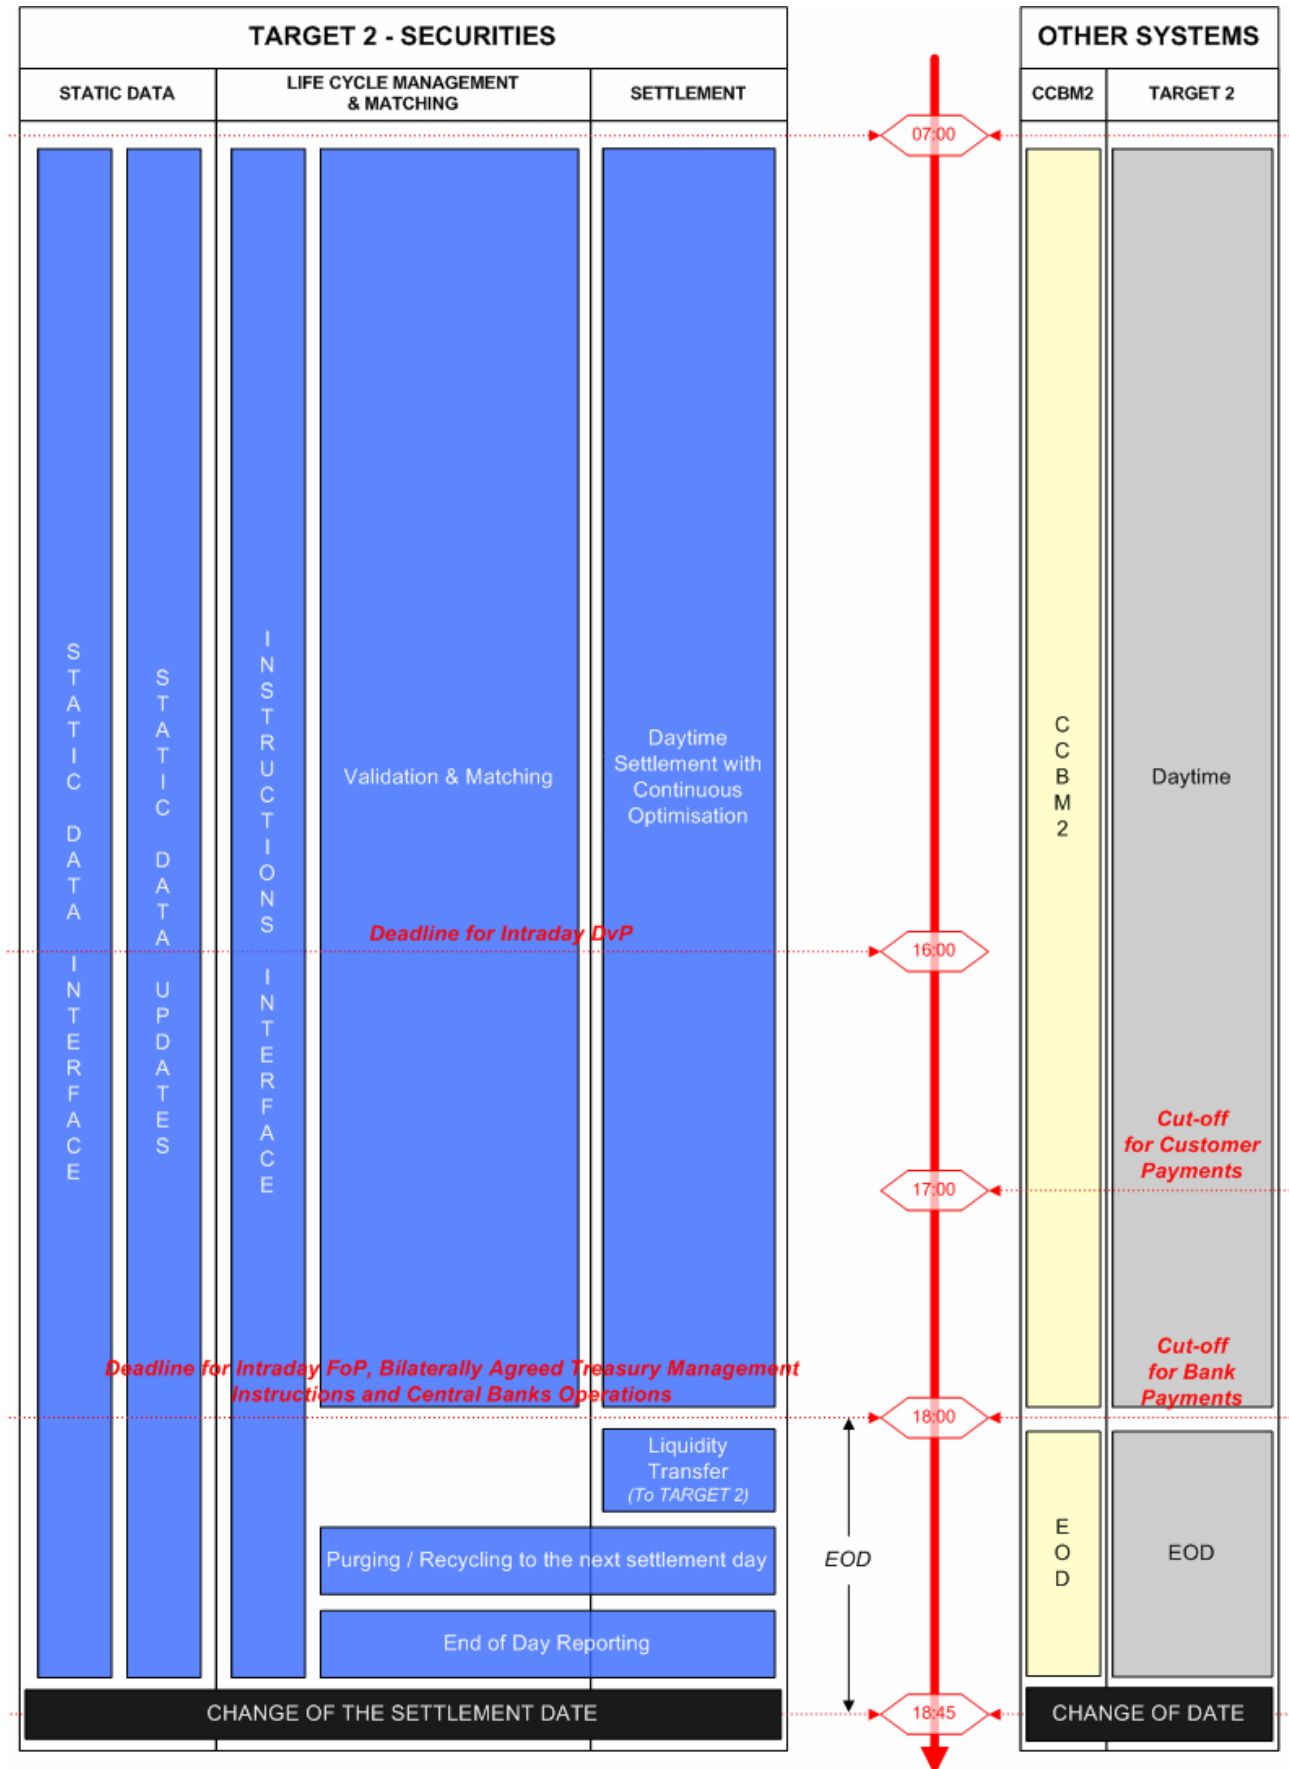 TARGET 2 - SECURITIES
OTHER SYSTEMS
STATIC DATA
LIFE CYCLE MANAGEMENT
& MATCHING
SETTLEMENT
CCBM2
TARGET 2
07:00
STATIC DATA INTERFACE
STATIC DATA UPDATES
INSTRUCTIONS INTERFACE
Validation & Matching
Daytime
Settlement with
Continuous
Optimisation
CCBM2
Daytime
Deadline for Intraday DvP
16:00
Cut-off
for Customer
Payments
17:00
Deadline for Intraday FoP, Bilaterally Agreed Treasury Management
Instructions and Central Banks Operations
Cut-off
for Bank
Payments
18:00
Liquidity
Transfer
(To TARGET 2)
Purging / Recycling to the next settlement day
EOD
EOD
EOD
End of Day Reporting
CHANGE OF THE SETTLEMENT DATE
18:45
CHANGE OF DATE